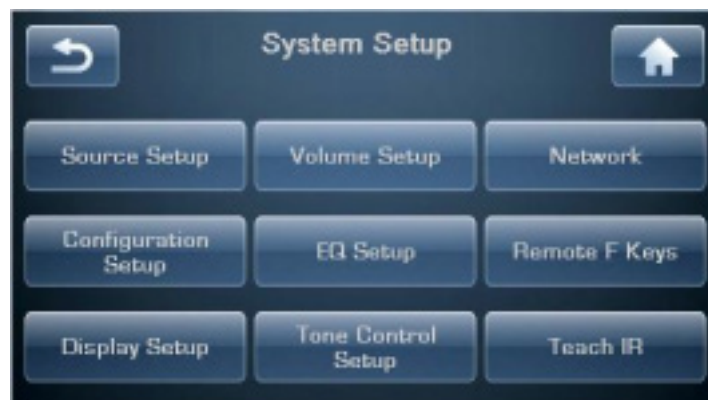 System Setup
Source Setup
Volume Setup
Network
Configuration
Setup
EQ Setup
Remote F Keys
Display Setup
Tone Control
Setup
Teach IR